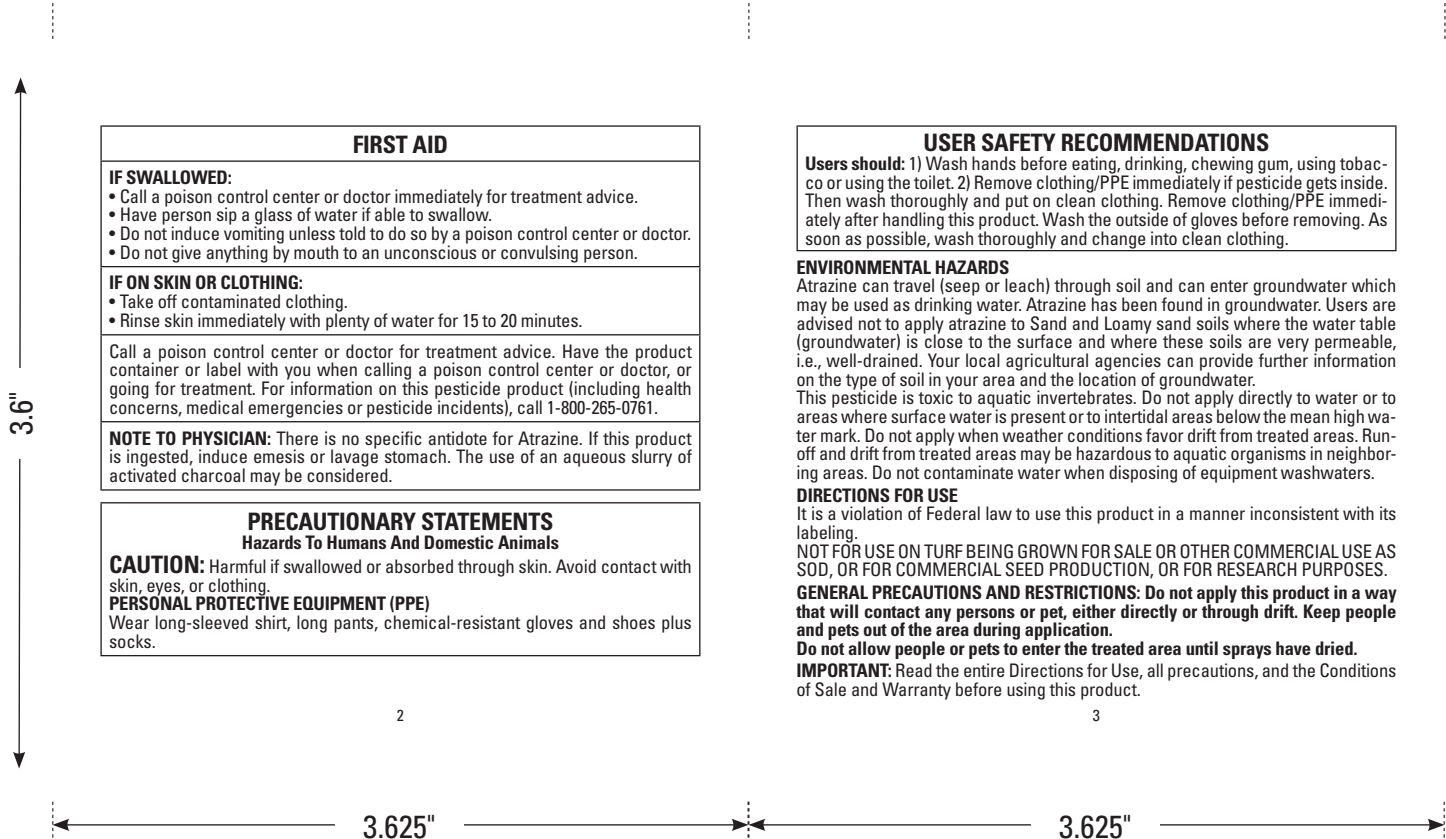 FIRST AID
IF SWALLOWED:
• Call a poison control center or doctor immediately for treatment advice.
• Have person sip a glass of water if able to swallow.
• Do not induce vomiting unless told to do so by a poison control center or doctor.
• Do not give anything by mouth to an unconscious or convulsing person.
IF ON SKIN OR CLOTHING:
• Take off contaminated clothing.
• Rinse skin immediately with plenty of water for 15 to 20 minutes.
Call a poison control center or doctor for treatment advice. Have the product
container or label with you when calling a poison control center or doctor, or
going for treatment. For information on this pesticide product (including health
concerns, medical emergencies or pesticide incidents), call 1-800-265-0761.
NOTE TO PHYSICIAN: There is no specific antidote for Atrazine. If this product
is ingested, induce emesis or lavage stomach. The use of an aqueous slurry of
activated charcoal may be considered.
PRECAUTIONARY STATEMENTS
Hazards To Humans And Domestic Animals
CAUTION: Harmful if swallowed or absorbed through skin. Avoid contact with
skin, eyes, or clothing.
PERSONAL PROTECTIVE EQUIPMENT (PPE)
Wear long-sleeved shirt, long pants, chemical-resistant gloves and shoes plus
socks.
2
USER SAFETY RECOMMENDATIONS
Users should: 1) Wash hands before eating, drinking, chewing gum, using tobac-
co or using the toilet. 2) Remove clothing/PPE immediately if pesticide gets inside.
Then wash thoroughly and put on clean clothing. Remove clothing/PPE immedi-
ately after handling this product. Wash the outside of gloves before removing. As
soon as possible, wash thoroughly and change into clean clothing.
ENVIRONMENTAL HAZARDS
Atrazine can travel (seep or leach) through soil and can enter groundwater which
may be used as drinking water. Atrazine has been found in groundwater. Users are
advised not to apply atrazine to Sand and Loamy sand soils where the water table
(groundwater) is close to the surface and where these soils are very permeable,
i.e., well-drained. Your local agricultural agencies can provide further information
on the type of soil in your area and the location of groundwater.
This pesticide is toxic to aquatic invertebrates. Do not apply directly to water or to
areas where surface water is present or to intertidal areas below the mean high wa-
ter mark. Do not apply when weather conditions favor drift from treated areas. Run-
off and drift from treated areas may be hazardous to aquatic organisms in neighbor-
ing areas. Do not contaminate water when disposing of equipment washwaters.
DIRECTIONS FOR USE
It is a violation of Federal law to use this product in a manner inconsistent with its
labeling.
NOT FOR USE ON TURF BEING GROWN FOR SALE OR OTHER COMMERCIAL USE AS
SOD, OR FOR COMMERCIAL SEED PRODUCTION, OR FOR RESEARCH PURPOSES.
GENERAL PRECAUTIONS AND RESTRICTIONS: Do not apply this product in a way
that will contact any persons or pet, either directly or through drift. Keep people
and pets out of the area during application.
Do not allow people or pets to enter the treated area until sprays have dried.
IMPORTANT: Read the entire Directions for Use, all precautions, and the Conditions
of Sale and Warranty before using this product.
3
3.6"
3.625"
3.625"